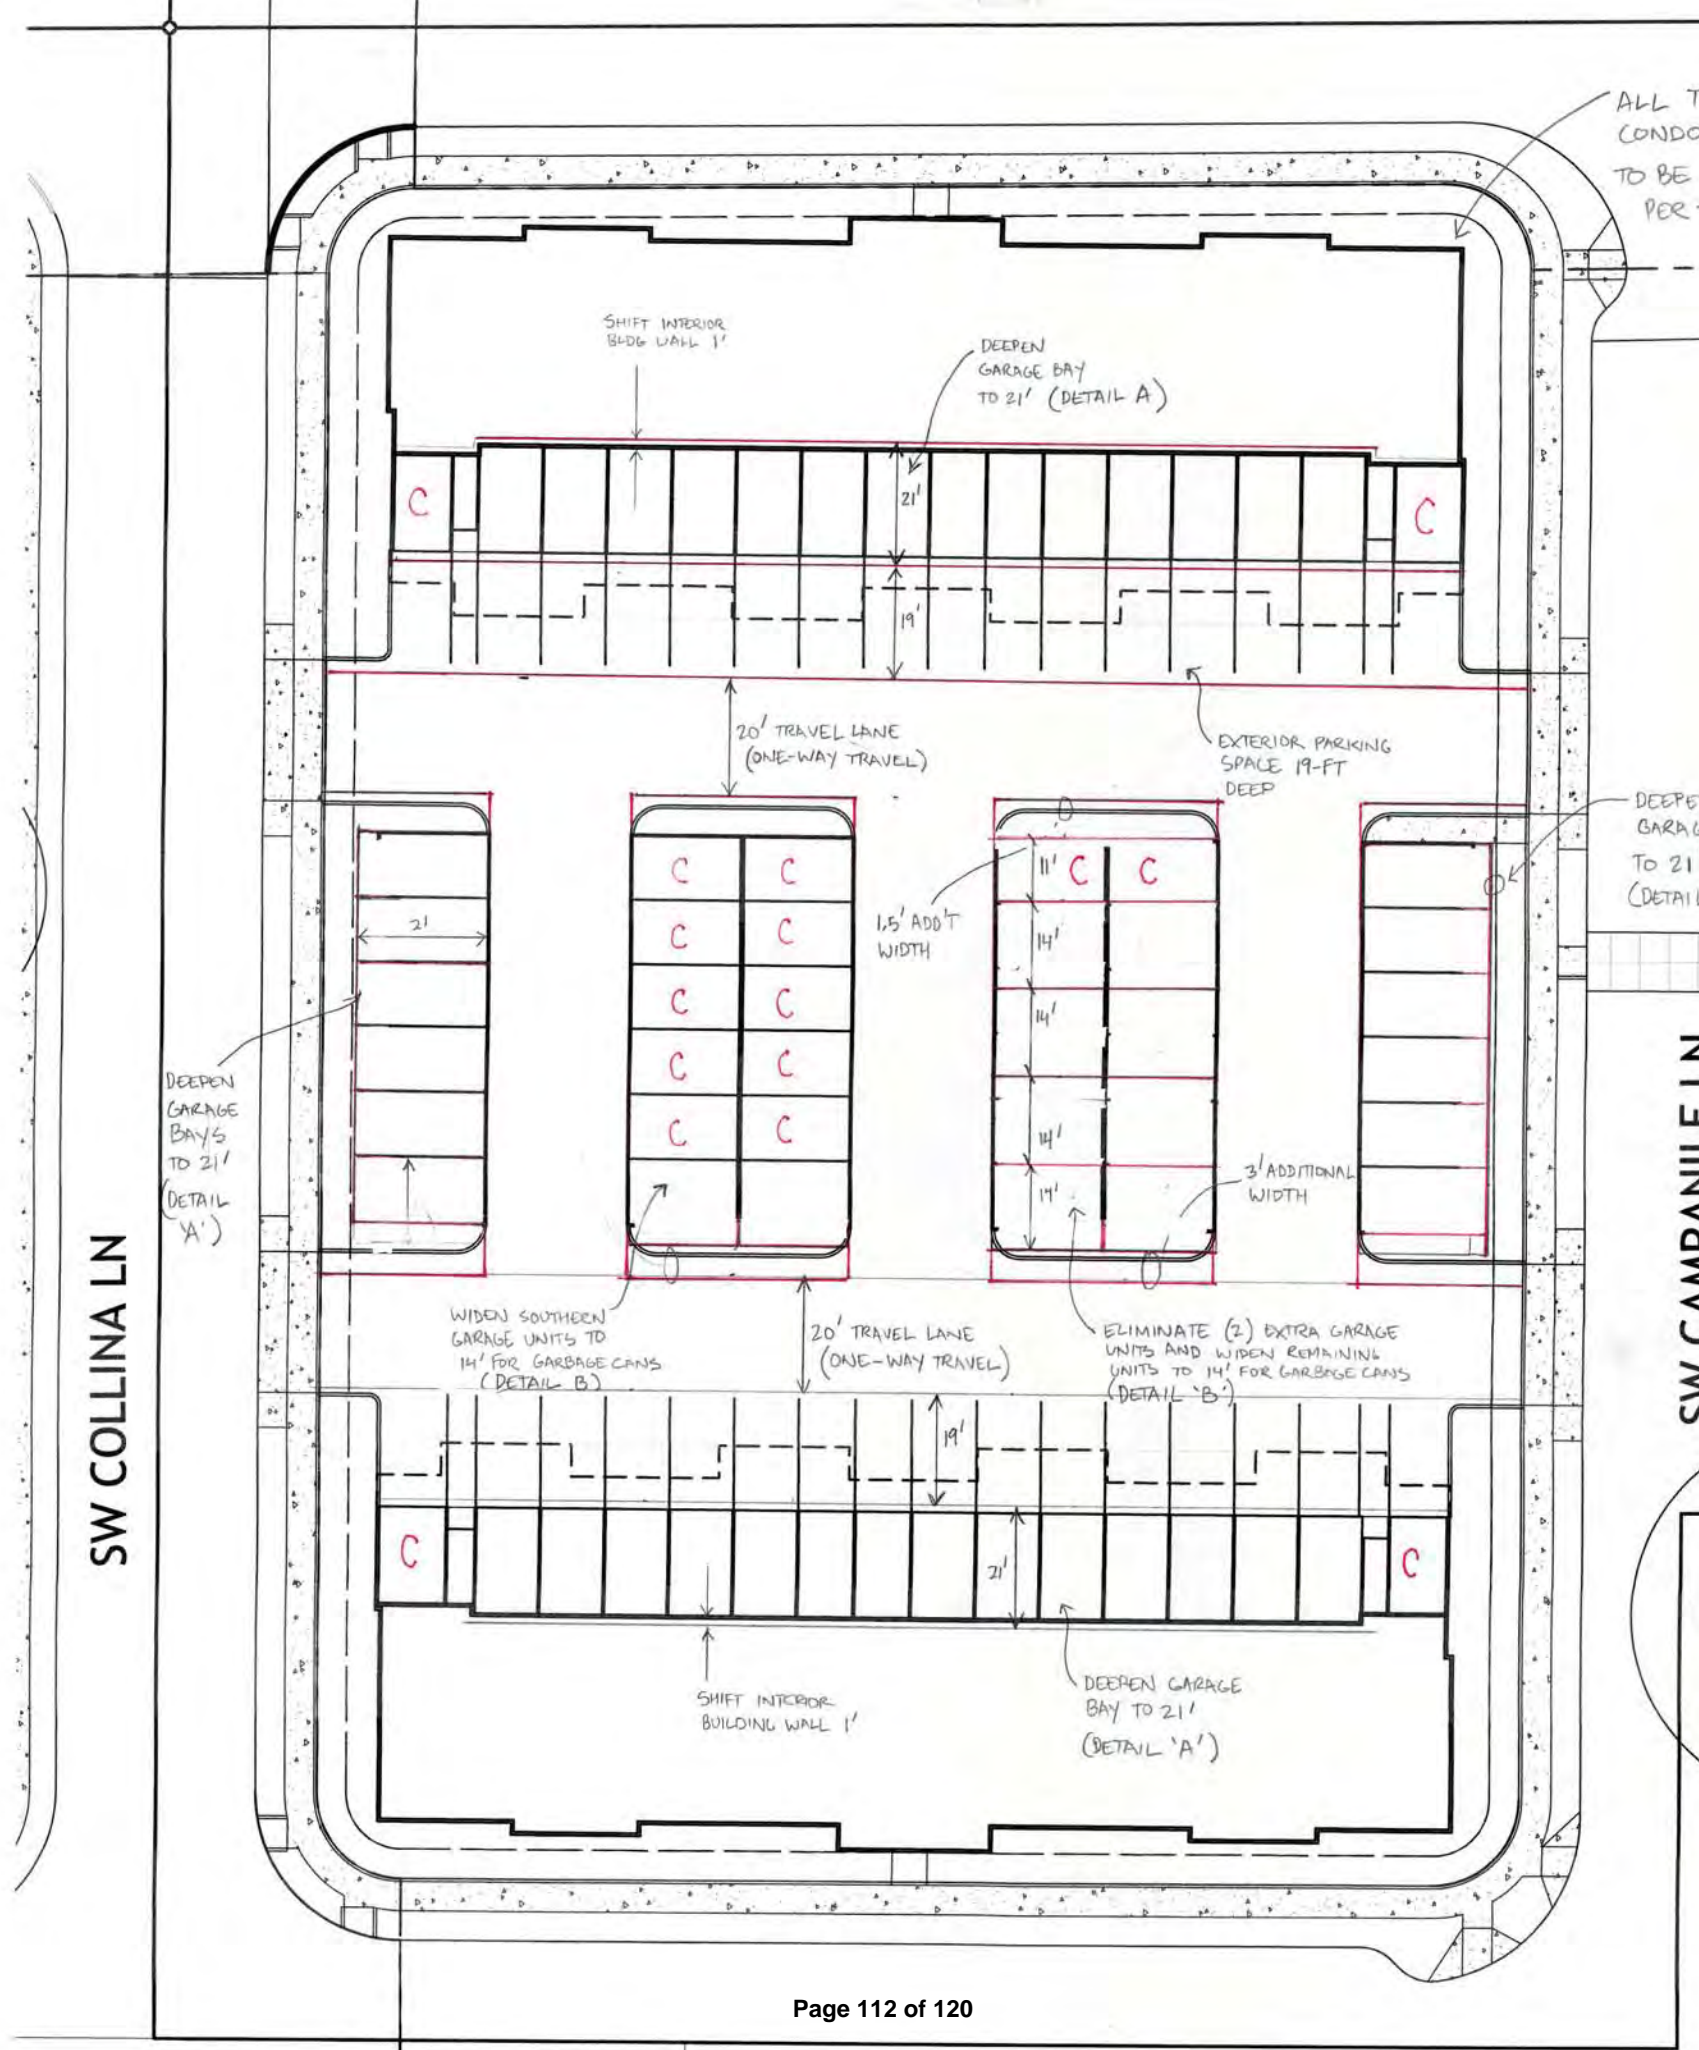 ALL T
CONDO
TO BE
PER
SHIFT INTERIOR
BLDG WALL 1'
DEEPEN
GARAGE BAY
TO 21' (DETAIL A)
C
21'
C
19'
20' TRAVEL LANE
(ONE-WAY TRAVEL)
EXTERIOR PARKING
SPACE 19-FT
DEEP
DEEPE
GARAG
TO 21
(DETAIL
C C
C C
C C
C C
C C
11' C C
14'
14'
14'
14'
21'
1.5' ADD'T
WIDTH
DEEPEN
GARAGE
BAYS
TO 21'
(DETAIL
'A')
3' ADDITIONAL
WIDTH
SW COLLINA LN
SW CAMPANILE LN
WIDEN SOUTHERN
GARAGE UNITS TO
14' FOR GARBAGE CANS
(DETAIL B)
20' TRAVEL LANE
(ONE-WAY TRAVEL)
ELIMINATE (2) EXTRA GARAGE
UNITS AND WIDEN REMAINING
UNITS TO 14' FOR GARBAGE CANS
(DETAIL 'B')
19'
C
21'
C
SHIFT INTERIOR
BUILDING WALL 1'
DEEPEN GARAGE
BAY TO 21'
(DETAIL 'A')
Page 112 of 120